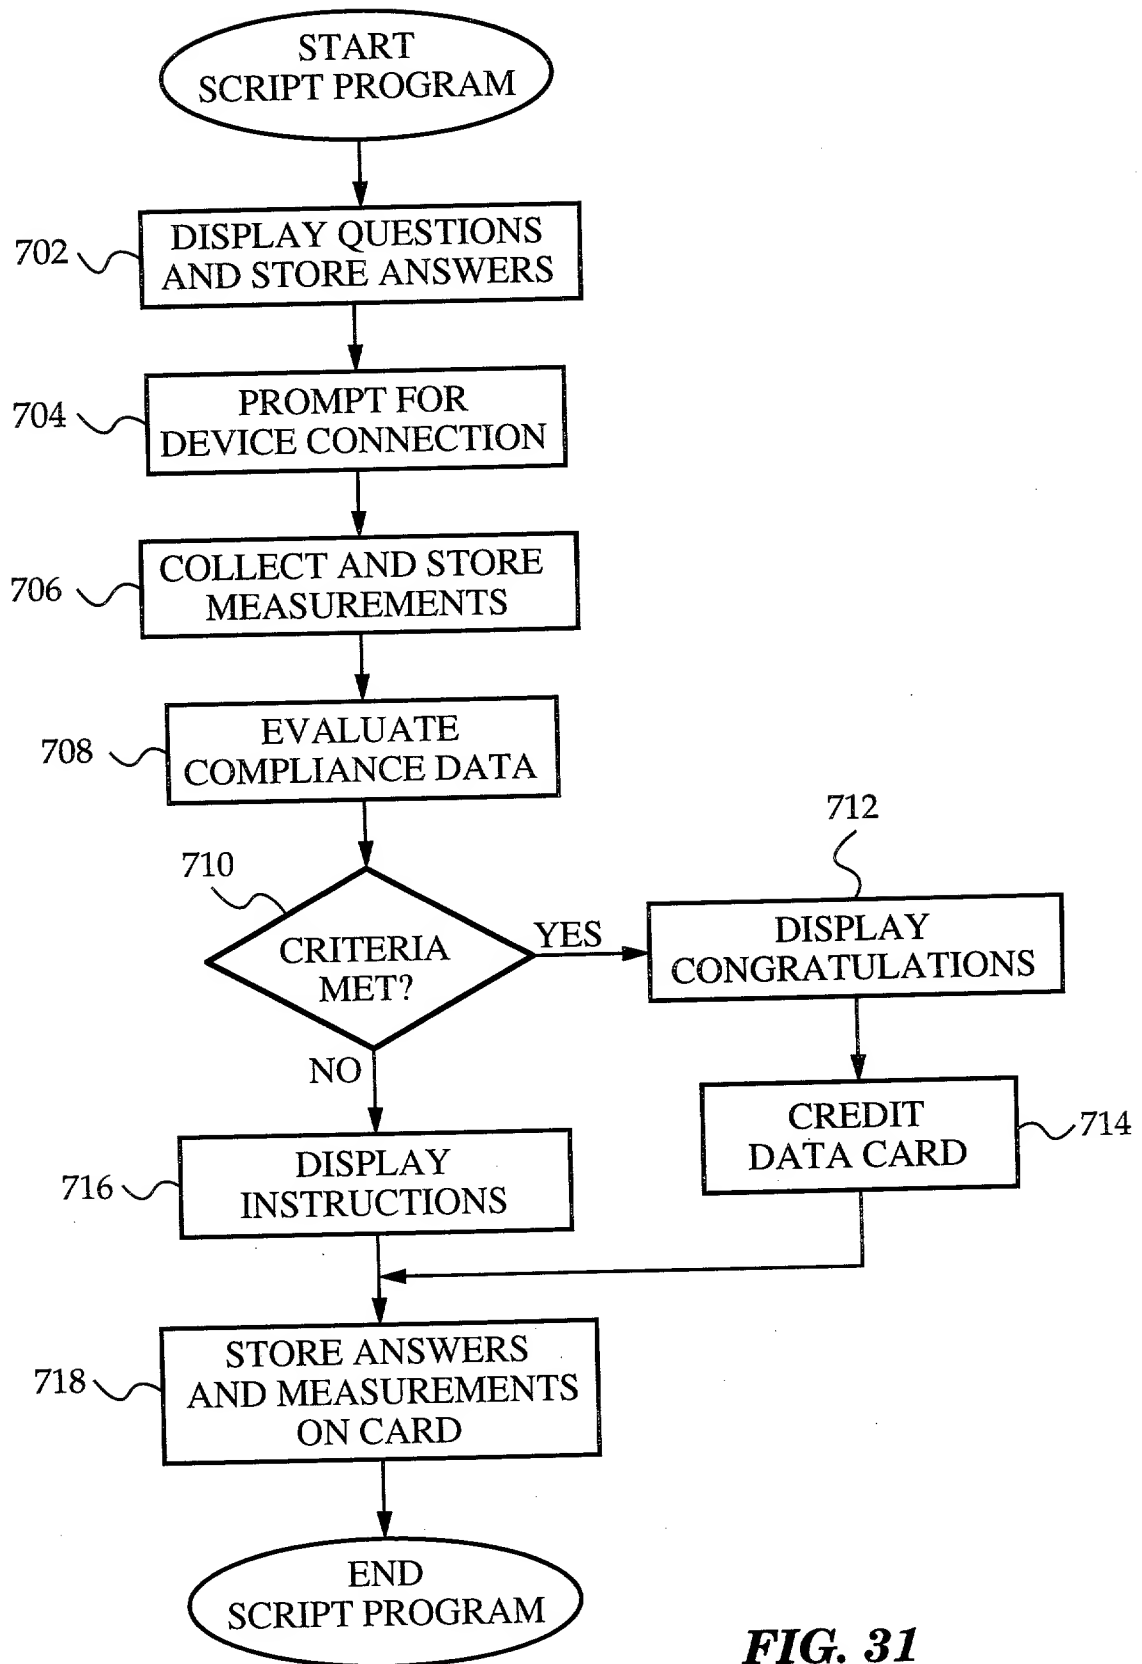 START
SCRIPT PROGRAM
702
DISPLAY QUESTIONS
AND STORE ANSWERS
704
PROMPT FOR
DEVICE CONNECTION
706
COLLECT AND STORE
MEASUREMENTS
708
EVALUATE
COMPLIANCE DATA
710
CRITERIA
MET?
YES
712
DISPLAY
CONGRATULATIONS
NO
CREDIT
DATA CARD
714
716
DISPLAY
INSTRUCTIONS
718
STORE ANSWERS
AND MEASUREMENTS
ON CARD
END
SCRIPT PROGRAM
FIG. 31